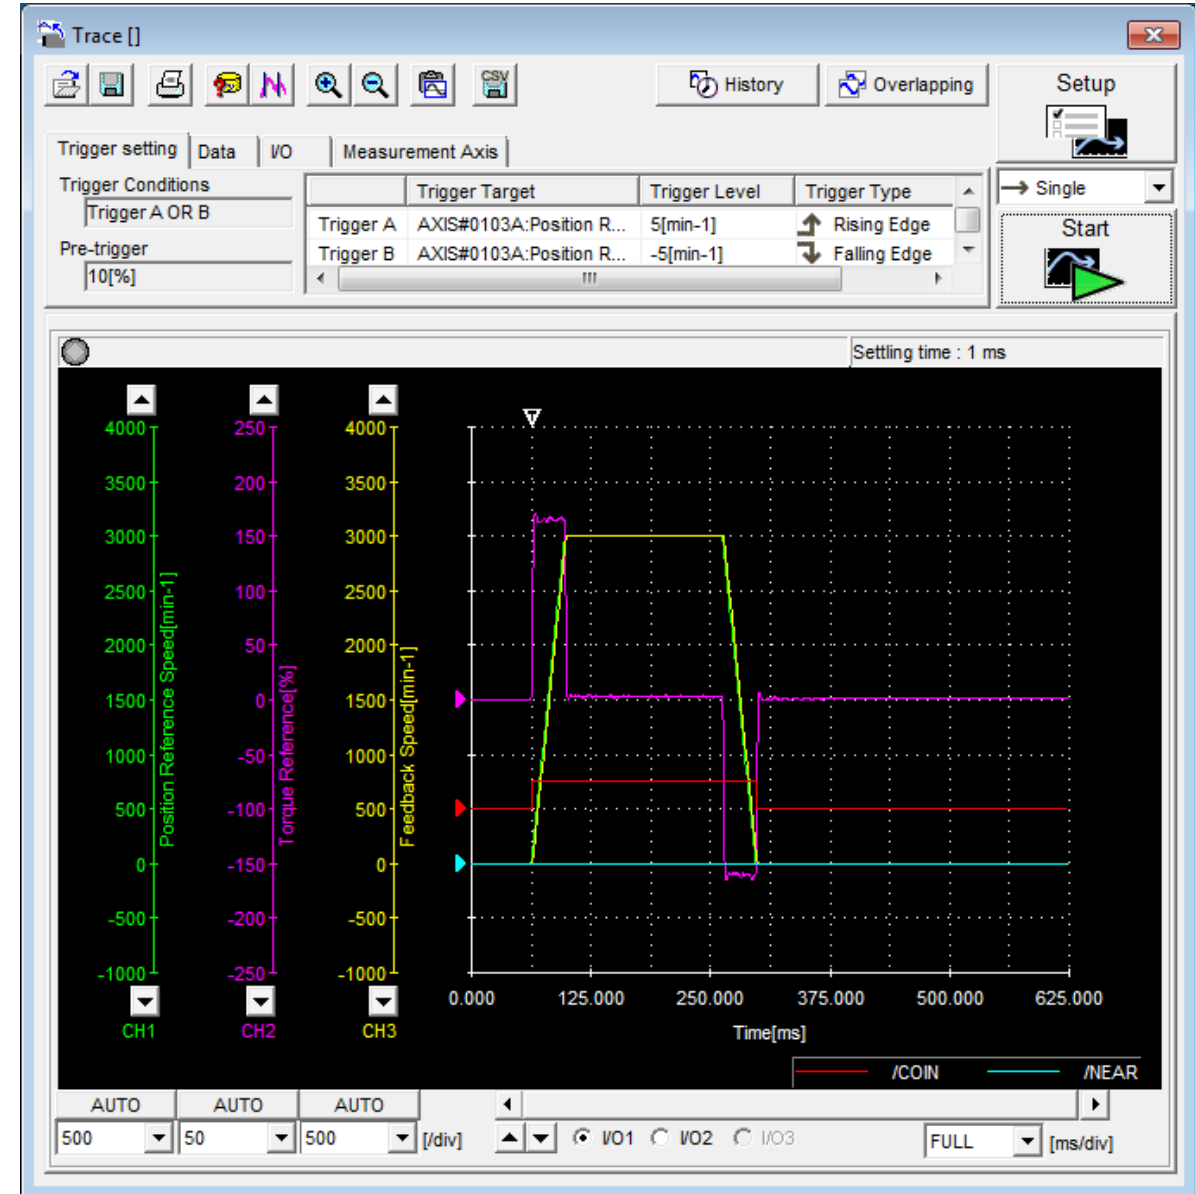 Trace []
CSV
History
Overlapping
Setup
Trigger setting
Data
I/O
Measurement Axis
Trigger Conditions
Trigger A OR B
Pre-trigger
10[%]
Trigger Target Trigger Level Trigger Type
Trigger A AXIS#0103A:Position R... 5[min-1] Rising Edge
Trigger B AXIS#0103A:Position R... -5[min-1] Falling Edge
Single
Start
Settling time : 1 ms
4000 250 4000
3500 200 3500
3000 150 3000
2500 100 2500
2000 50 2000
1500 0 1500
1000 -50 1000
500 -100 500
0 -150 0
-500 -200 -500
-1000 -250 -1000
Position Reference Speed[min-1]
Torque Reference[%]
Feedback Speed[min-1]
CH1 CH2 CH3
T
0.000 125.000 250.000 375.000 500.000 625.000
Time[ms]
/COIN /NEAR
AUTO AUTO AUTO
500 50 500 [/div]
I/O1 I/O2 I/O3
FULL [ms/div]